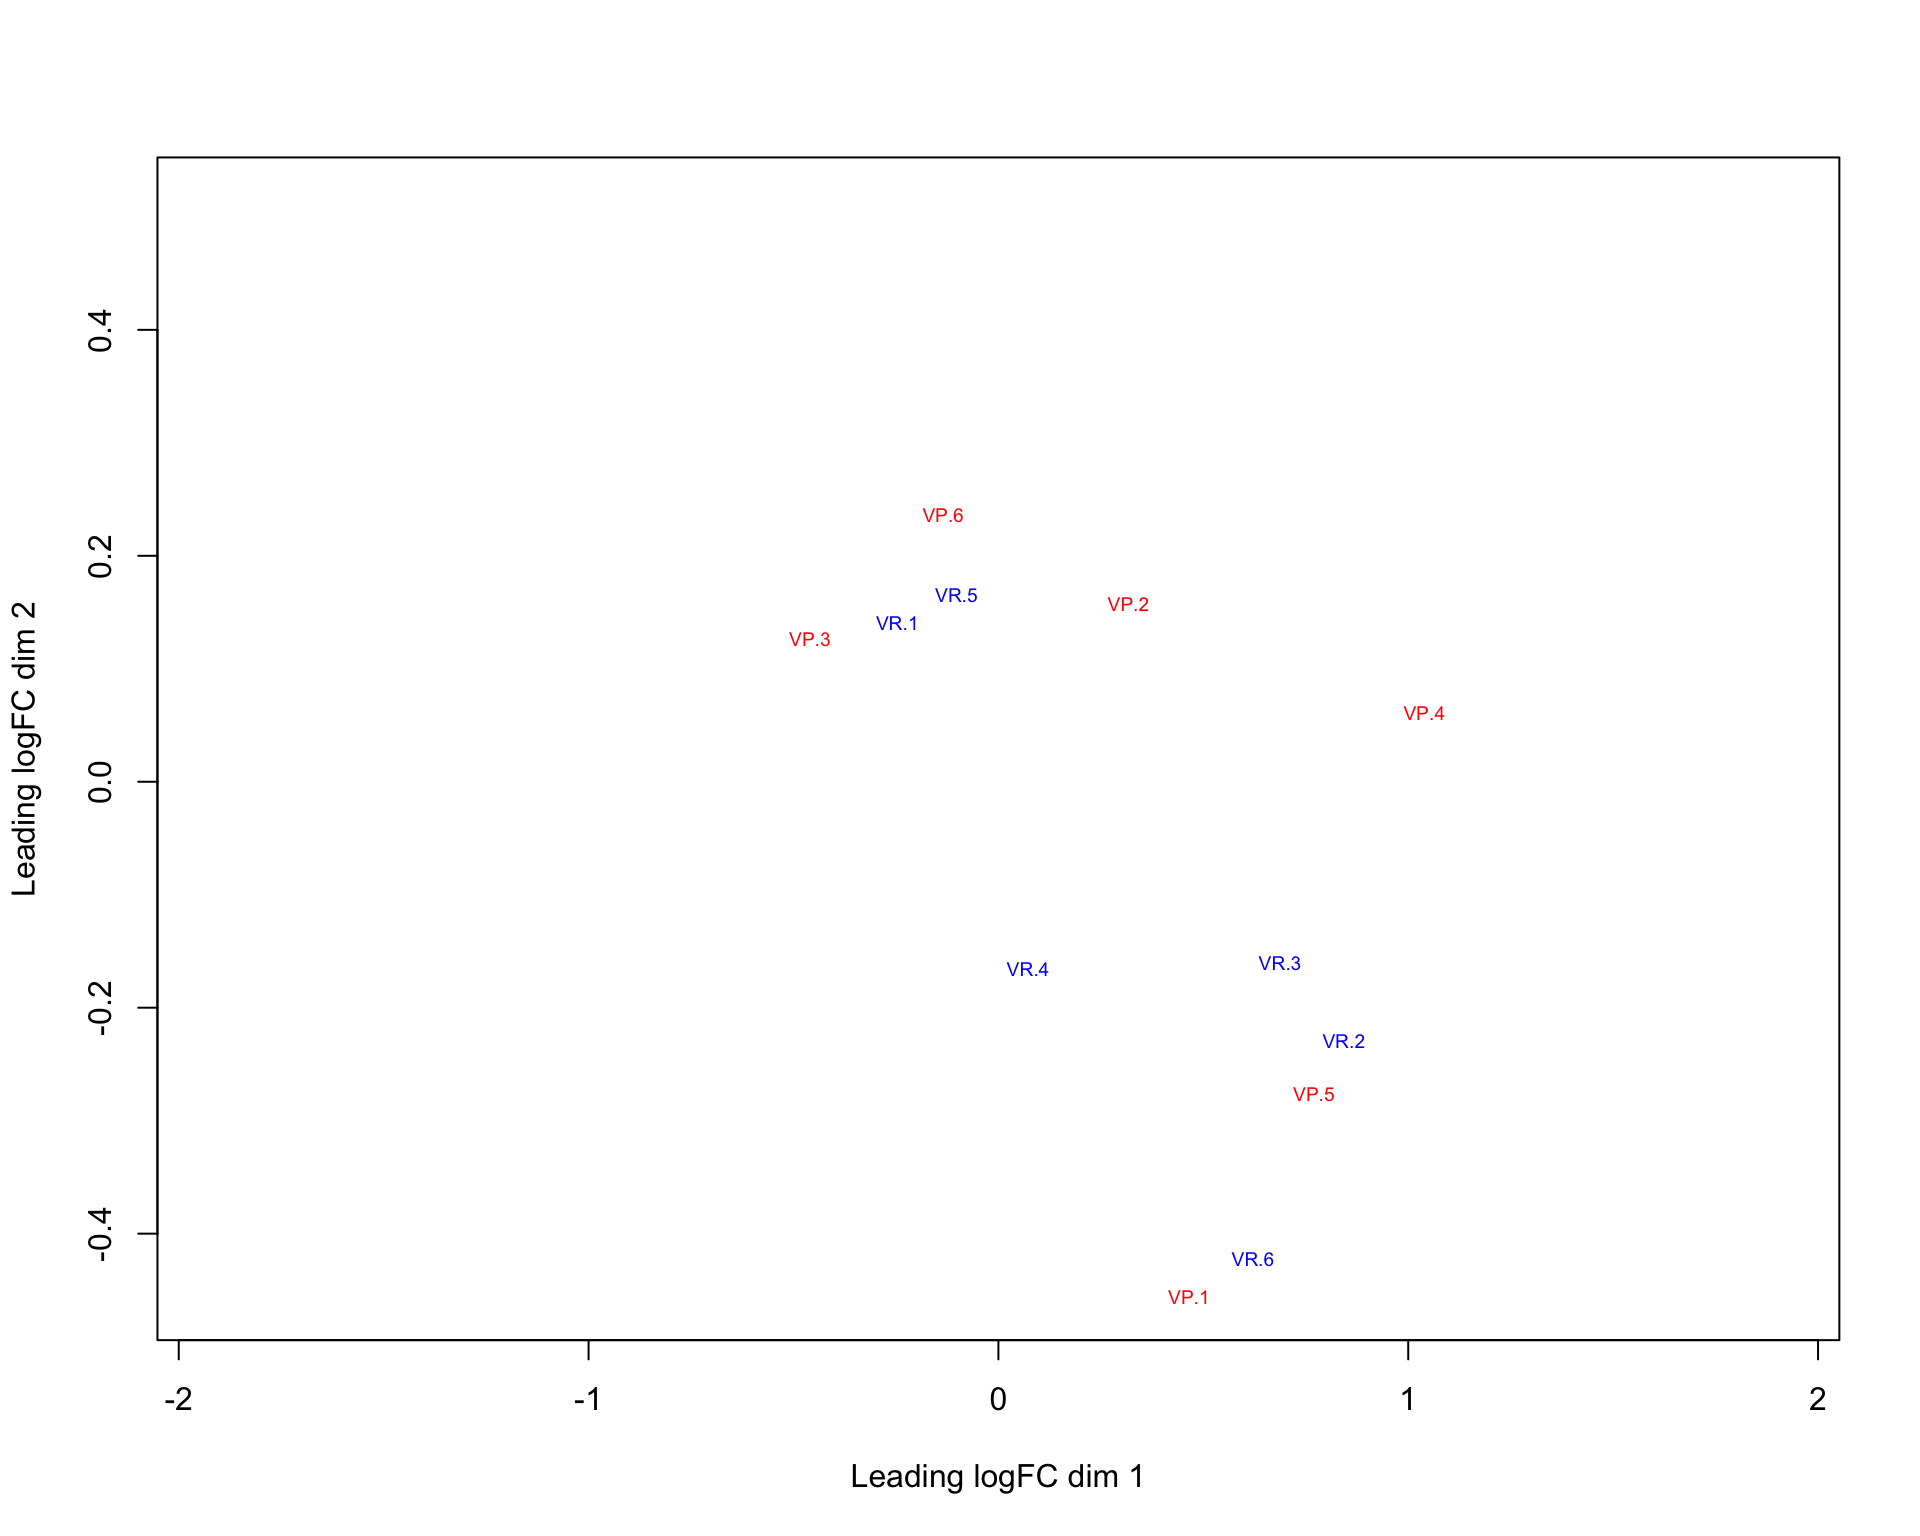 0.4
0.2
0.0
-0.2
-0.4
Leading logFC dim 2
VP.6
VR.5
VP.2
VR.1
VP.3
VP.4
VR.3
VR.4
VR.2
VP.5
VR.6
VP.1
-2 -1 0 1 2
Leading logFC dim 1